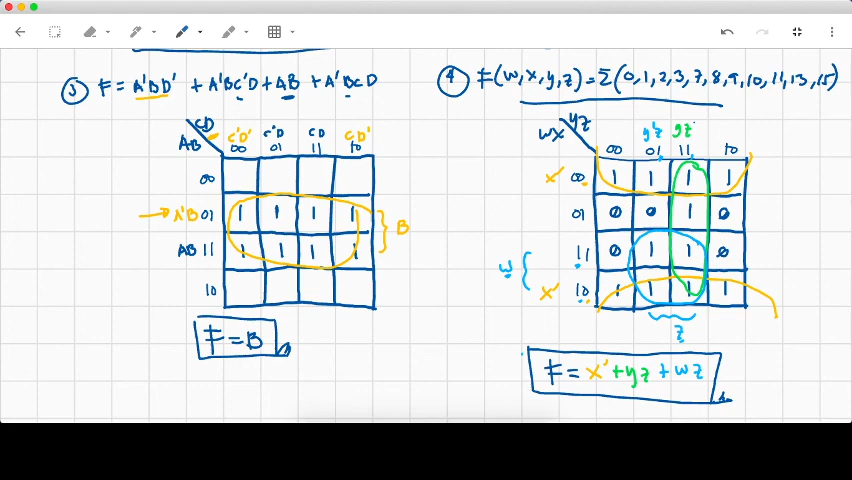 ③ F = A'BD' + A'BC'D + AB + A'BCD
CD
AB
C'D' C'D CD CD'
00 01 11 10
00
A'B 01 1 1 1 1
AB 11 1 1 1 1
10
B
F = B
④ F(w,x,y,z) = Σ(0,1,2,3,7,8,9,10,11,13,15)
yz
wx
y'z yz
00 01 11 10
x' 00 1 1 1 1
01 0 0 1 0
11 0 1 1 0
w
x' 10 1 1 1 1
z
F = x' + yz + wz